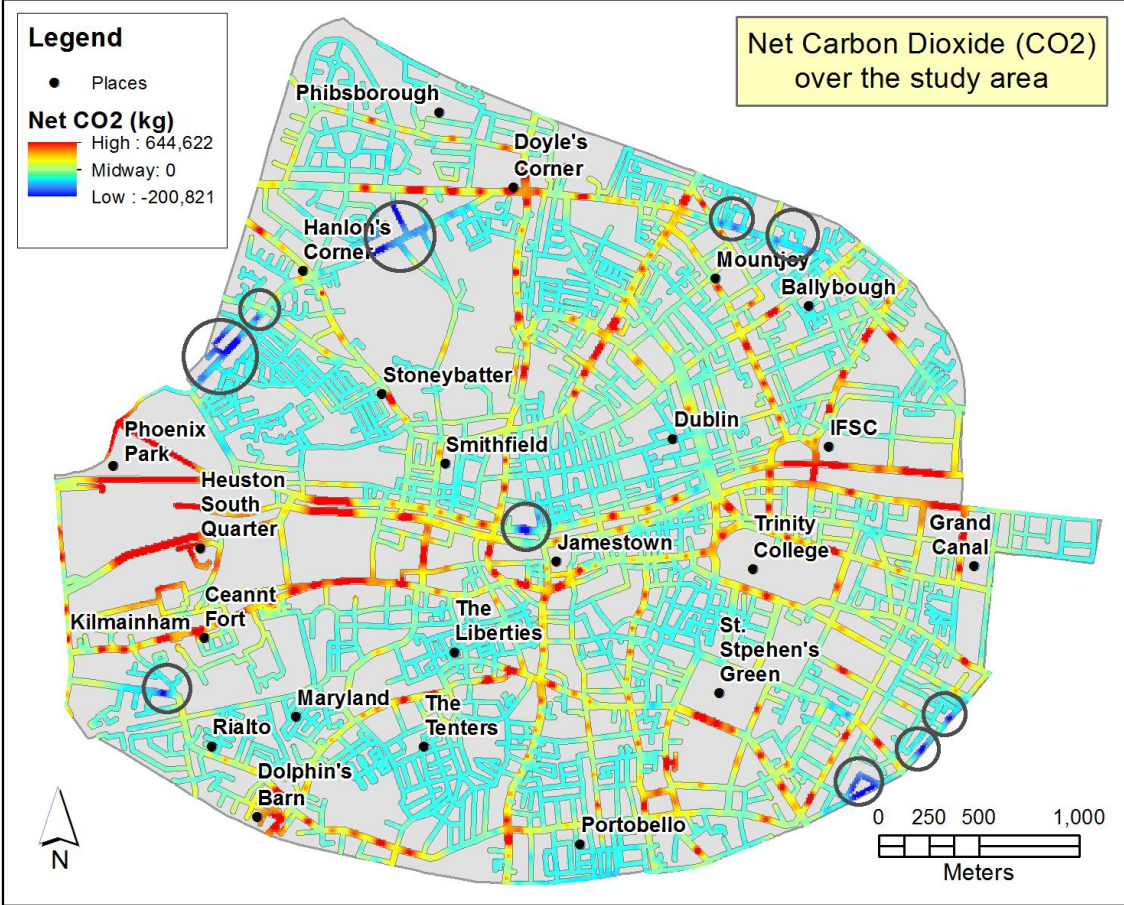 Legend
Places
Net CO2 (kg)
High : 644,622
Midway: 0
Low : -200,821
Net Carbon Dioxide (CO2)
over the study area
Phibsborough
Doyle's
Corner
Hanlon's
Corner
Mountjoy
Ballybough
Stoneybatter
Dublin
IFSC
Phoenix
Park
Smithfield
Heuston
South
Quarter
Jamestown
Trinity
College
Grand
Canal
Ceannt
Fort
Kilmainham
The
Liberties
St.
Stpehen's
Green
Maryland
The
Tenters
Rialto
Dolphin's
Barn
Portobello
N
0 250 500 1,000
Meters